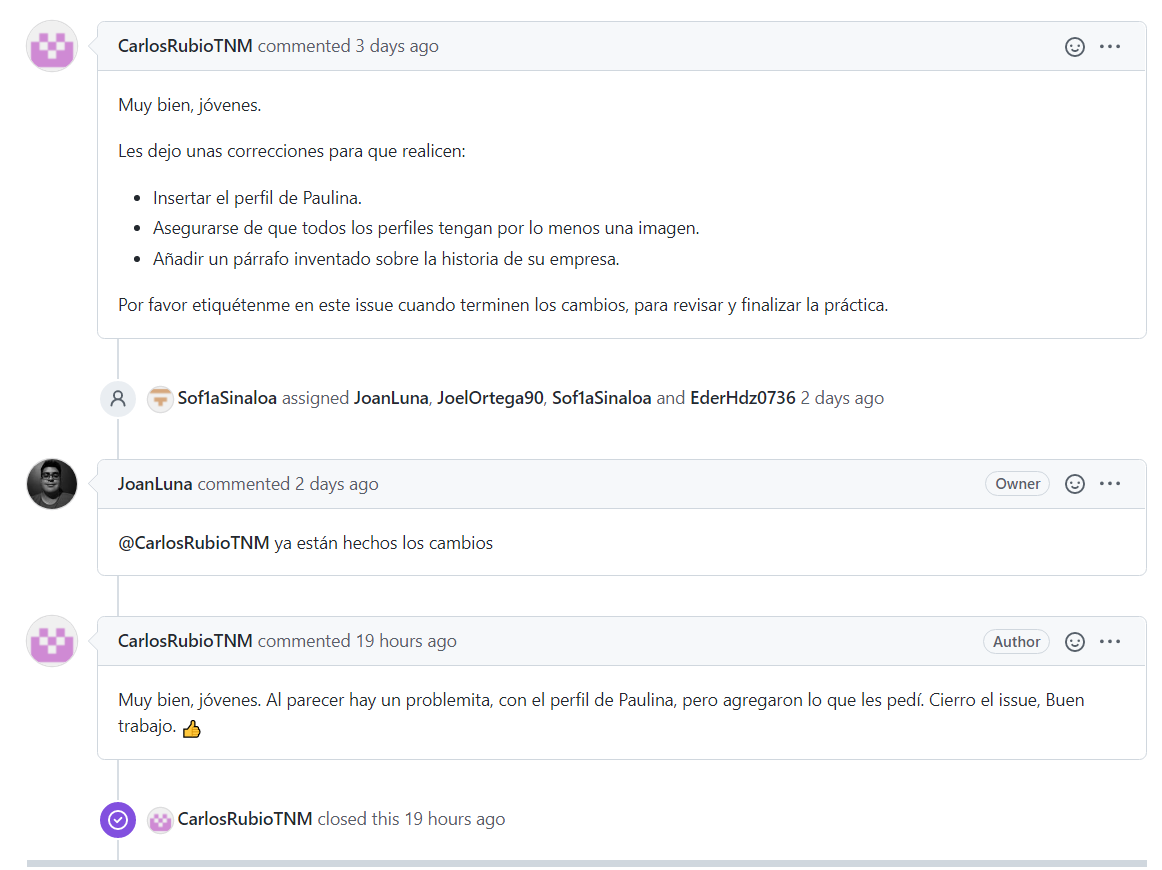 CarlosRubioTNM commented 3 days ago
Muy bien, jóvenes.
Les dejo unas correcciones para que realicen:
• Insertar el perfil de Paulina.
• Asegurarse de que todos los perfiles tengan por lo menos una imagen.
• Añadir un párrafo inventado sobre la historia de su empresa.
Por favor etiquétenme en este issue cuando terminen los cambios, para revisar y finalizar la práctica.
Sof1aSinaloa assigned JoanLuna, JoelOrtega90, Sof1aSinaloa and EderHdz0736 2 days ago
JoanLuna commented 2 days ago Owner
@CarlosRubioTNM ya están hechos los cambios
CarlosRubioTNM commented 19 hours ago Author
Muy bien, jóvenes. Al parecer hay un problemita, con el perfil de Paulina, pero agregaron lo que les pedí. Cierro el issue, Buen
trabajo. 👍
CarlosRubioTNM closed this 19 hours ago